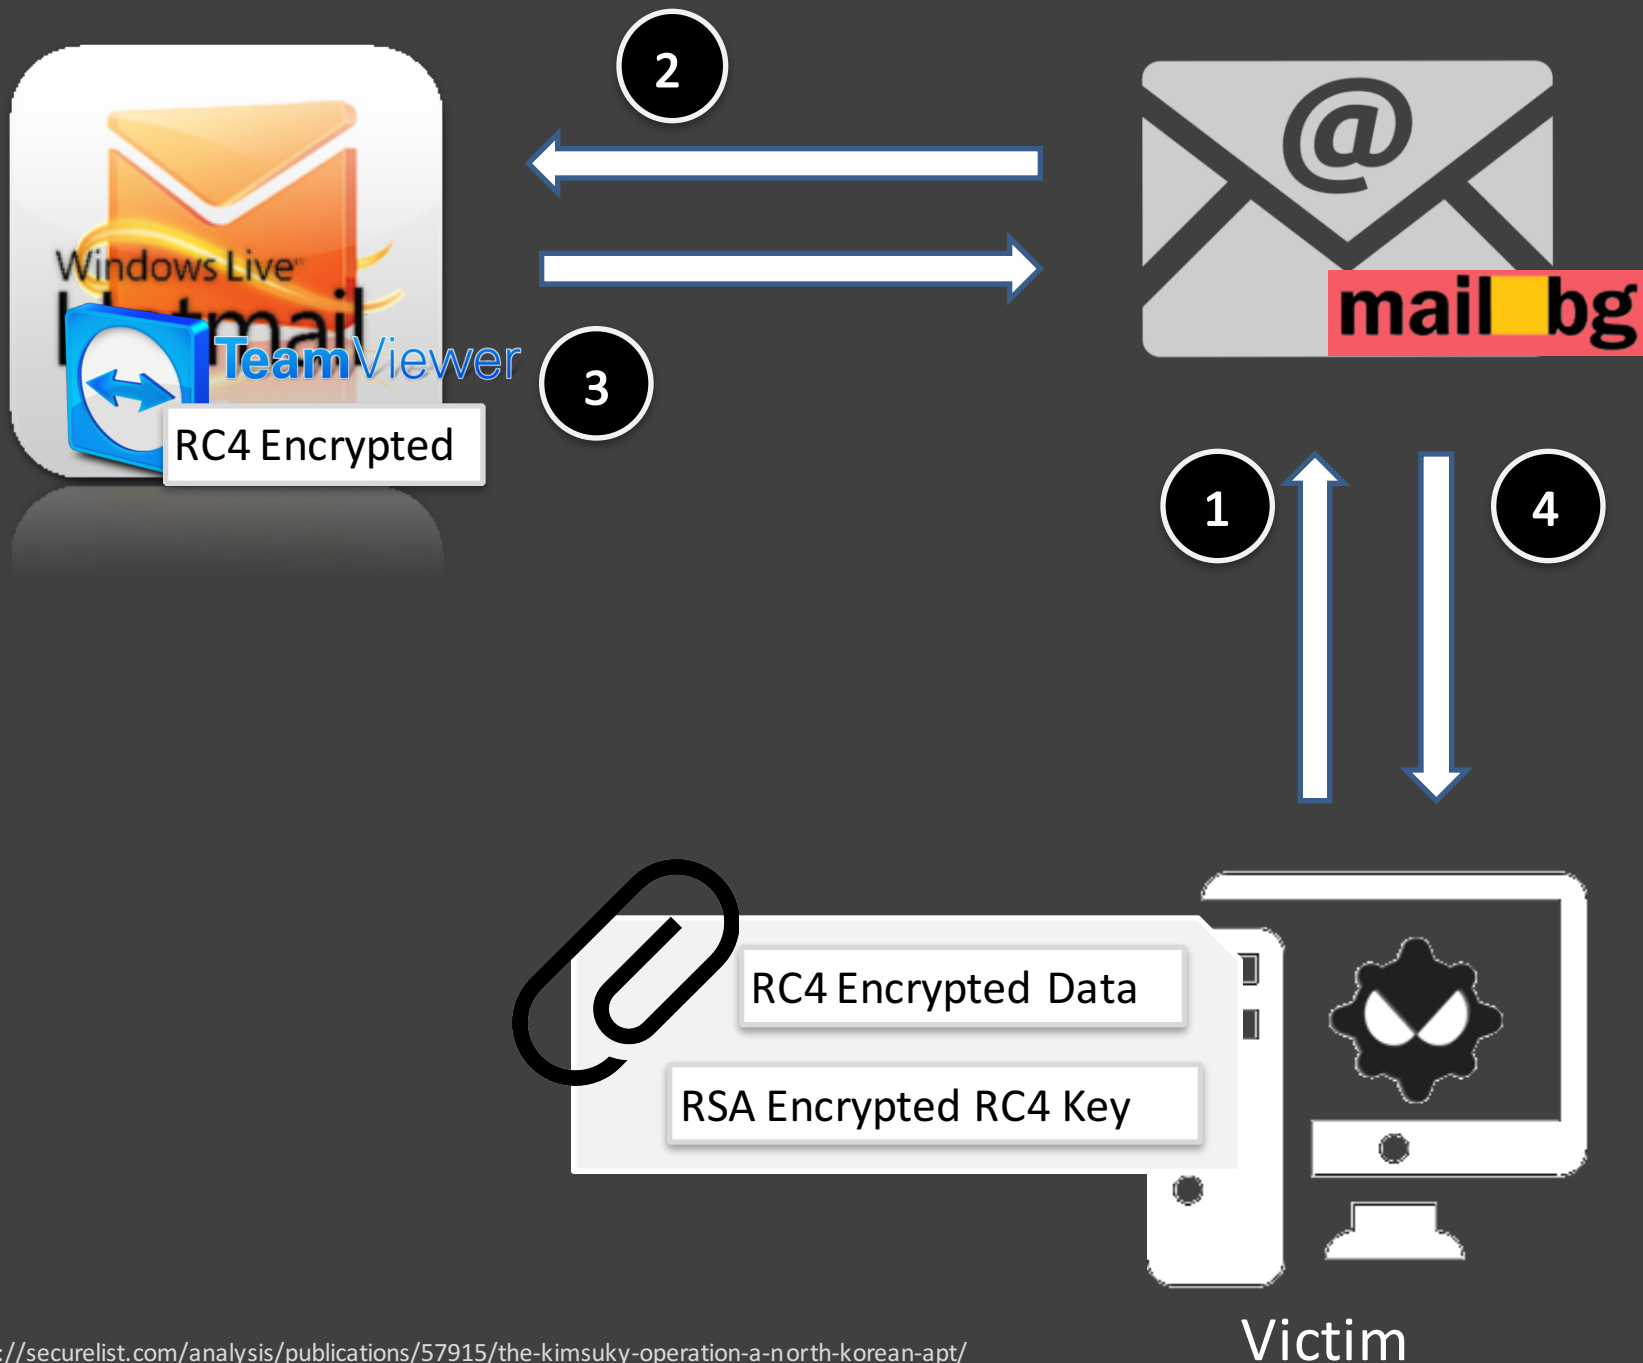 2
@
Windows Live
Hotmail
mail bg
TeamViewer
3
RC4 Encrypted
1
4
RC4 Encrypted Data
RSA Encrypted RC4 Key
Victim
://securelist.com/analysis/publications/57915/the-kimsuky-operation-a-north-korean-apt/